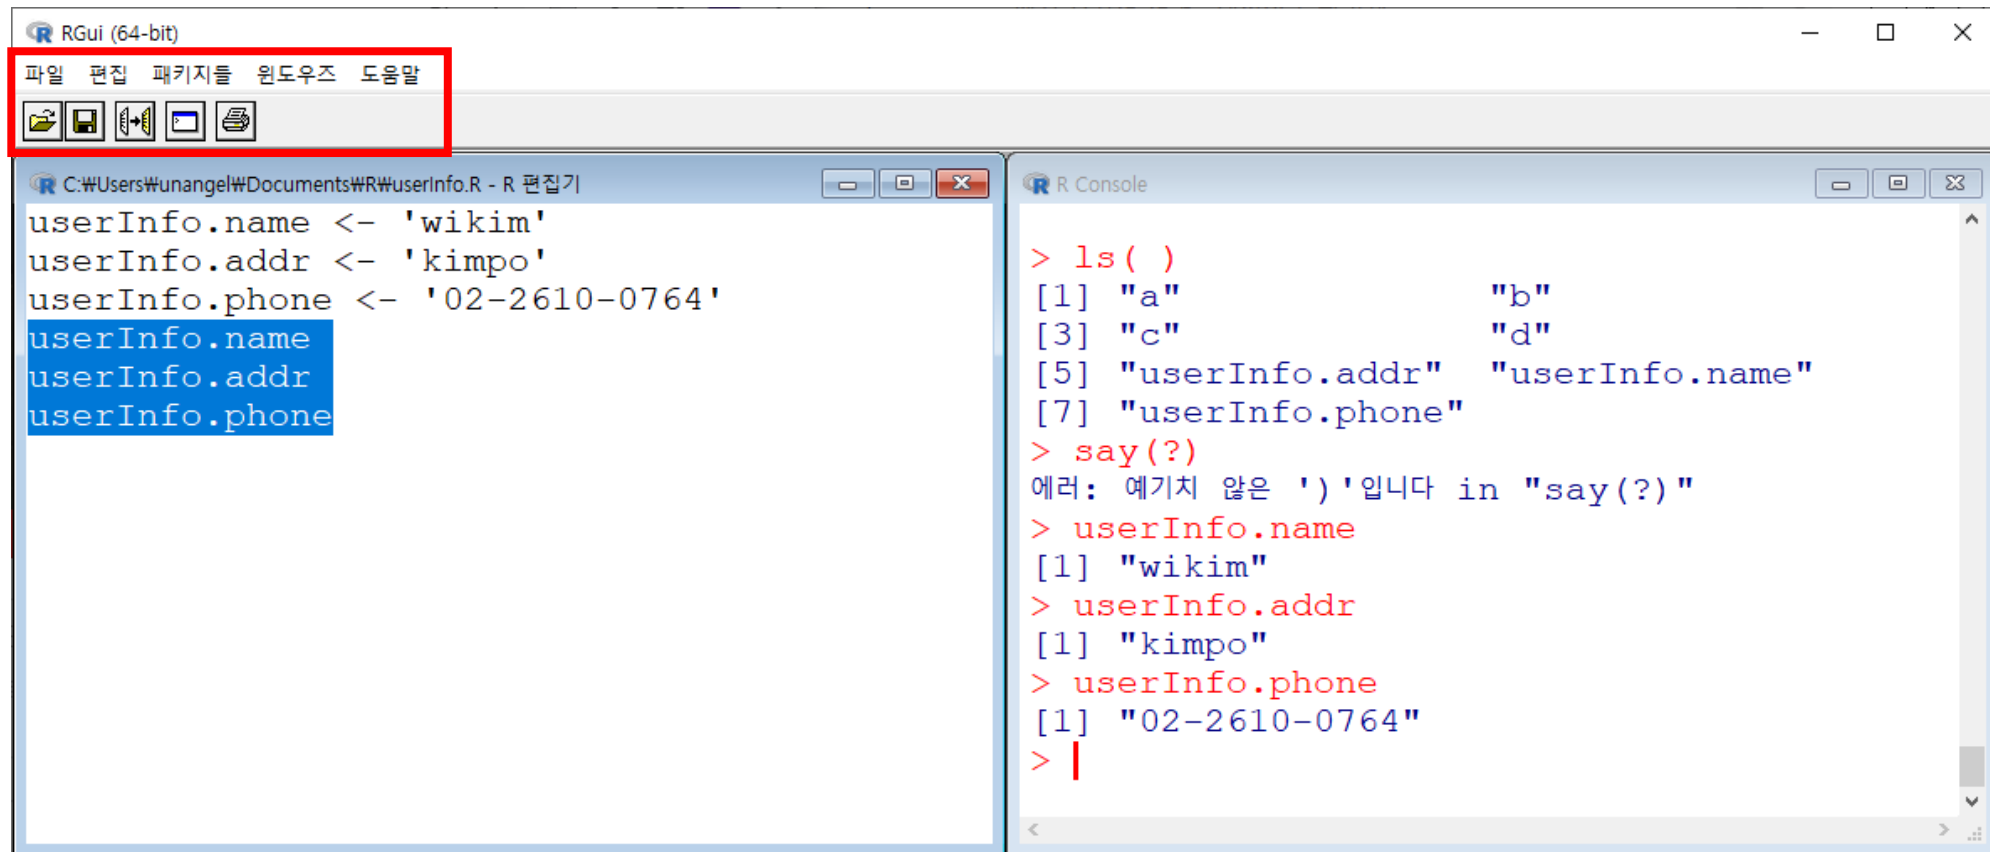 RGui (64-bit)
파일 편집 패키지들 윈도우즈 도움말
C:₩Users₩unangel₩Documents₩R₩userInfo.R - R 편집기
userInfo.name <- 'wikim'
userInfo.addr <- 'kimpo'
userInfo.phone <- '02-2610-0764'
userInfo.name
userInfo.addr
userInfo.phone
R Console
> ls( )
[1] "a" "b"
[3] "c" "d"
[5] "userInfo.addr" "userInfo.name"
[7] "userInfo.phone"
> say(?)
에러: 예기치 않은 ')'입니다 in "say(?)"
> userInfo.name
[1] "wikim"
> userInfo.addr
[1] "kimpo"
> userInfo.phone
[1] "02-2610-0764"
>